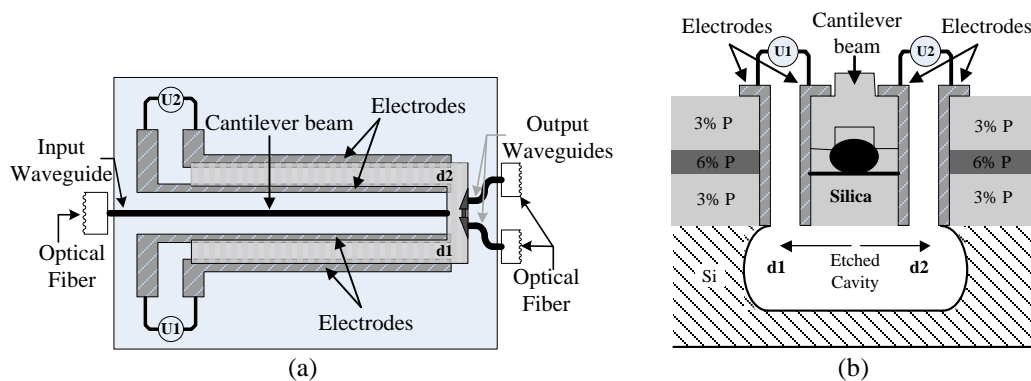 U2
Electrodes
Cantilever beam
Output
Waveguides
Input
Waveguide
d2
d1
Optical
Fiber
Optical
Fiber
Electrodes
U1
(a)
Electrodes
Cantilever
beam
Electrodes
U1
U2
3% P
6% P
3% P
3% P
6% P
3% P
Silica
d1
Etched
Cavity
d2
Si
(b)